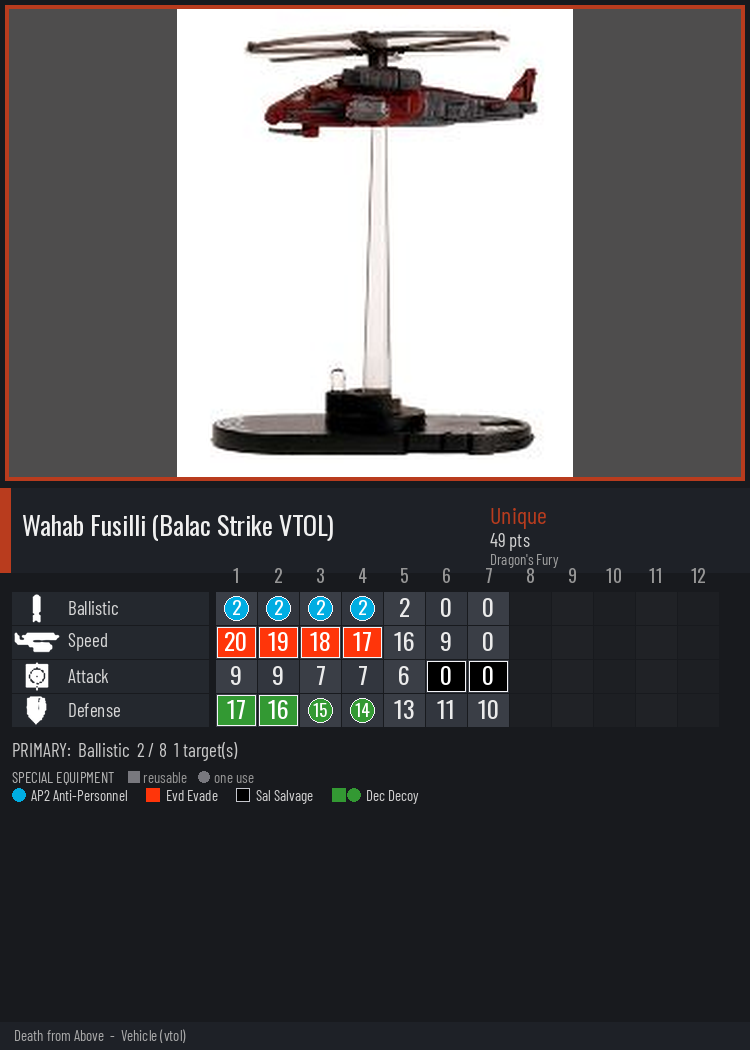 Wahab Fusilli (Balac Strike VTOL)
Unique
49 pts
Dragon's Fury
1 2 3 4 5 6 7 8 9 10 11 12
Ballistic 2 2 2 2 2 0 0
Speed 20 19 18 17 16 9 0
Attack 9 9 7 7 6 0 0
Defense 17 16 15 14 13 11 10
PRIMARY: Ballistic 2 / 8 1 target(s)
SPECIAL EQUIPMENT reusable one use
AP2 Anti-Personnel Evd Evade Sal Salvage Dec Decoy
Death from Above - Vehicle (vtol)